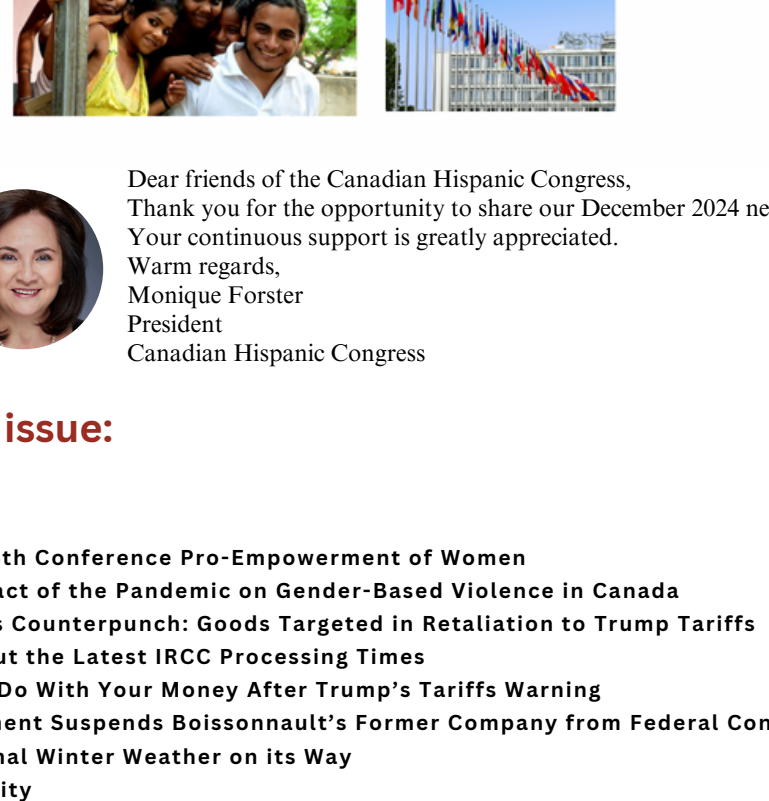 Dear friends of the Canadian Hispanic Congress,
Thank you for the opportunity to share our December 2024 ne
Your continuous support is greatly appreciated.
Warm regards,
Monique Forster
President
Canadian Hispanic Congress
issue:
th Conference Pro-Empowerment of Women
act of the Pandemic on Gender-Based Violence in Canada
s Counterpunch: Goods Targeted in Retaliation to Trump Tariffs
ut the Latest IRCC Processing Times
Do With Your Money After Trump’s Tariffs Warning
ment Suspends Boissonnault’s Former Company from Federal Con
nal Winter Weather on its Way
ity